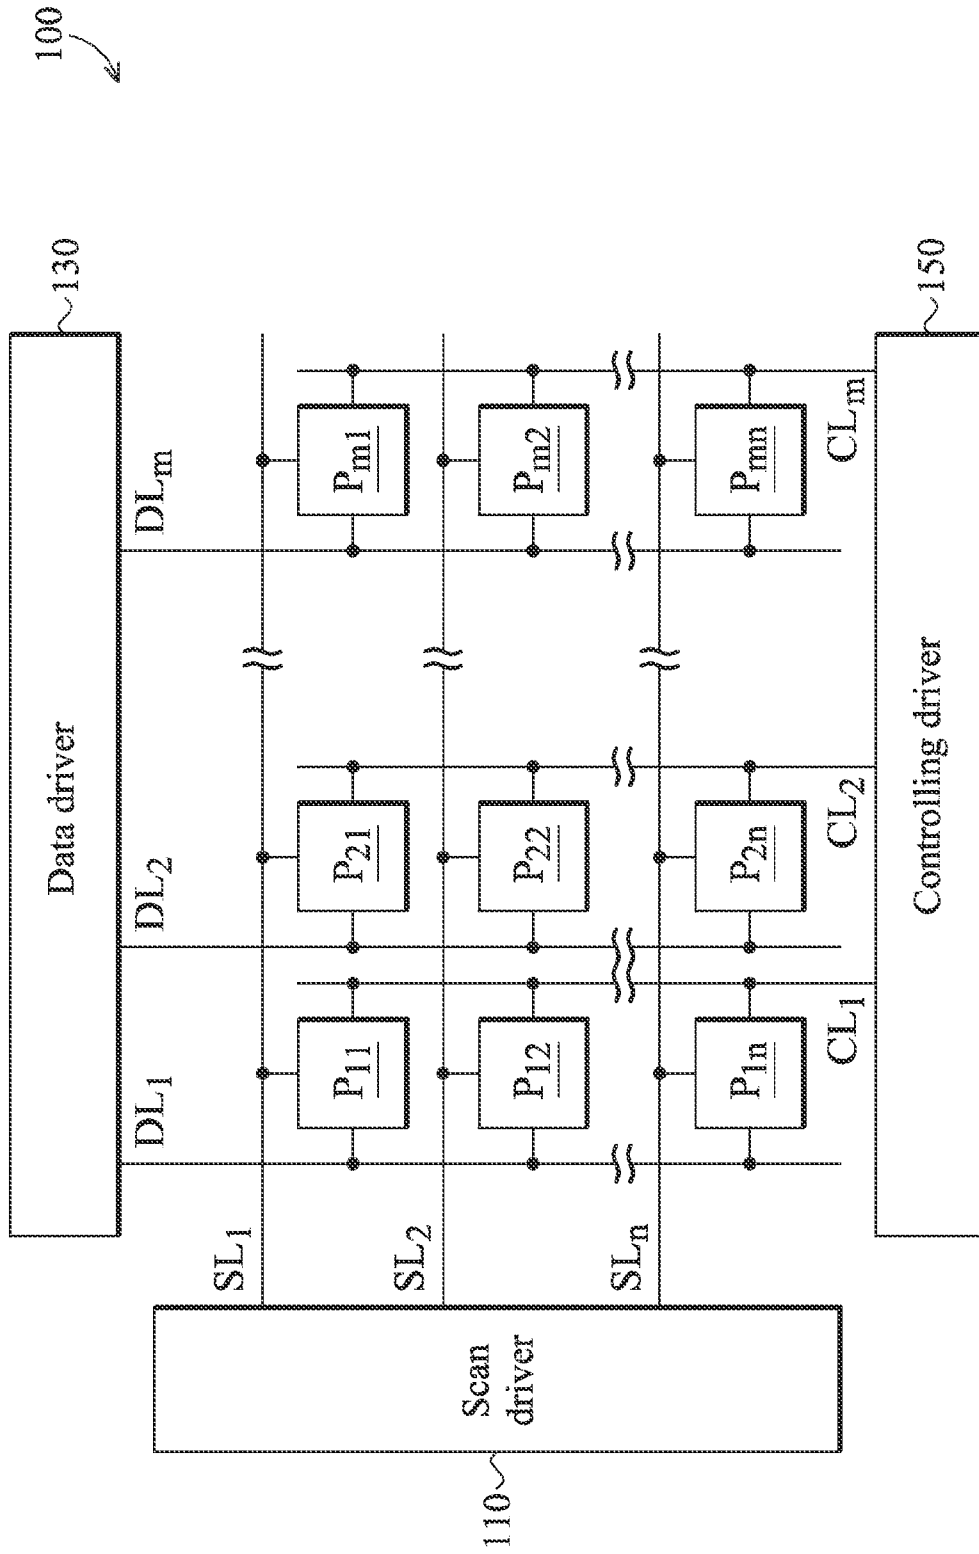 100
130
Data driver
DL₁
DL₂
DLₘ
SL₁
P₁₁
P₂₁
Pₘ₁
SL₂
P₁₂
P₂₂
Pₘ₂
SLₙ
P₁ₙ
P₂ₙ
Pₘₙ
Scan
driver
110
CL₁
CL₂
CLₘ
Controlling driver
150